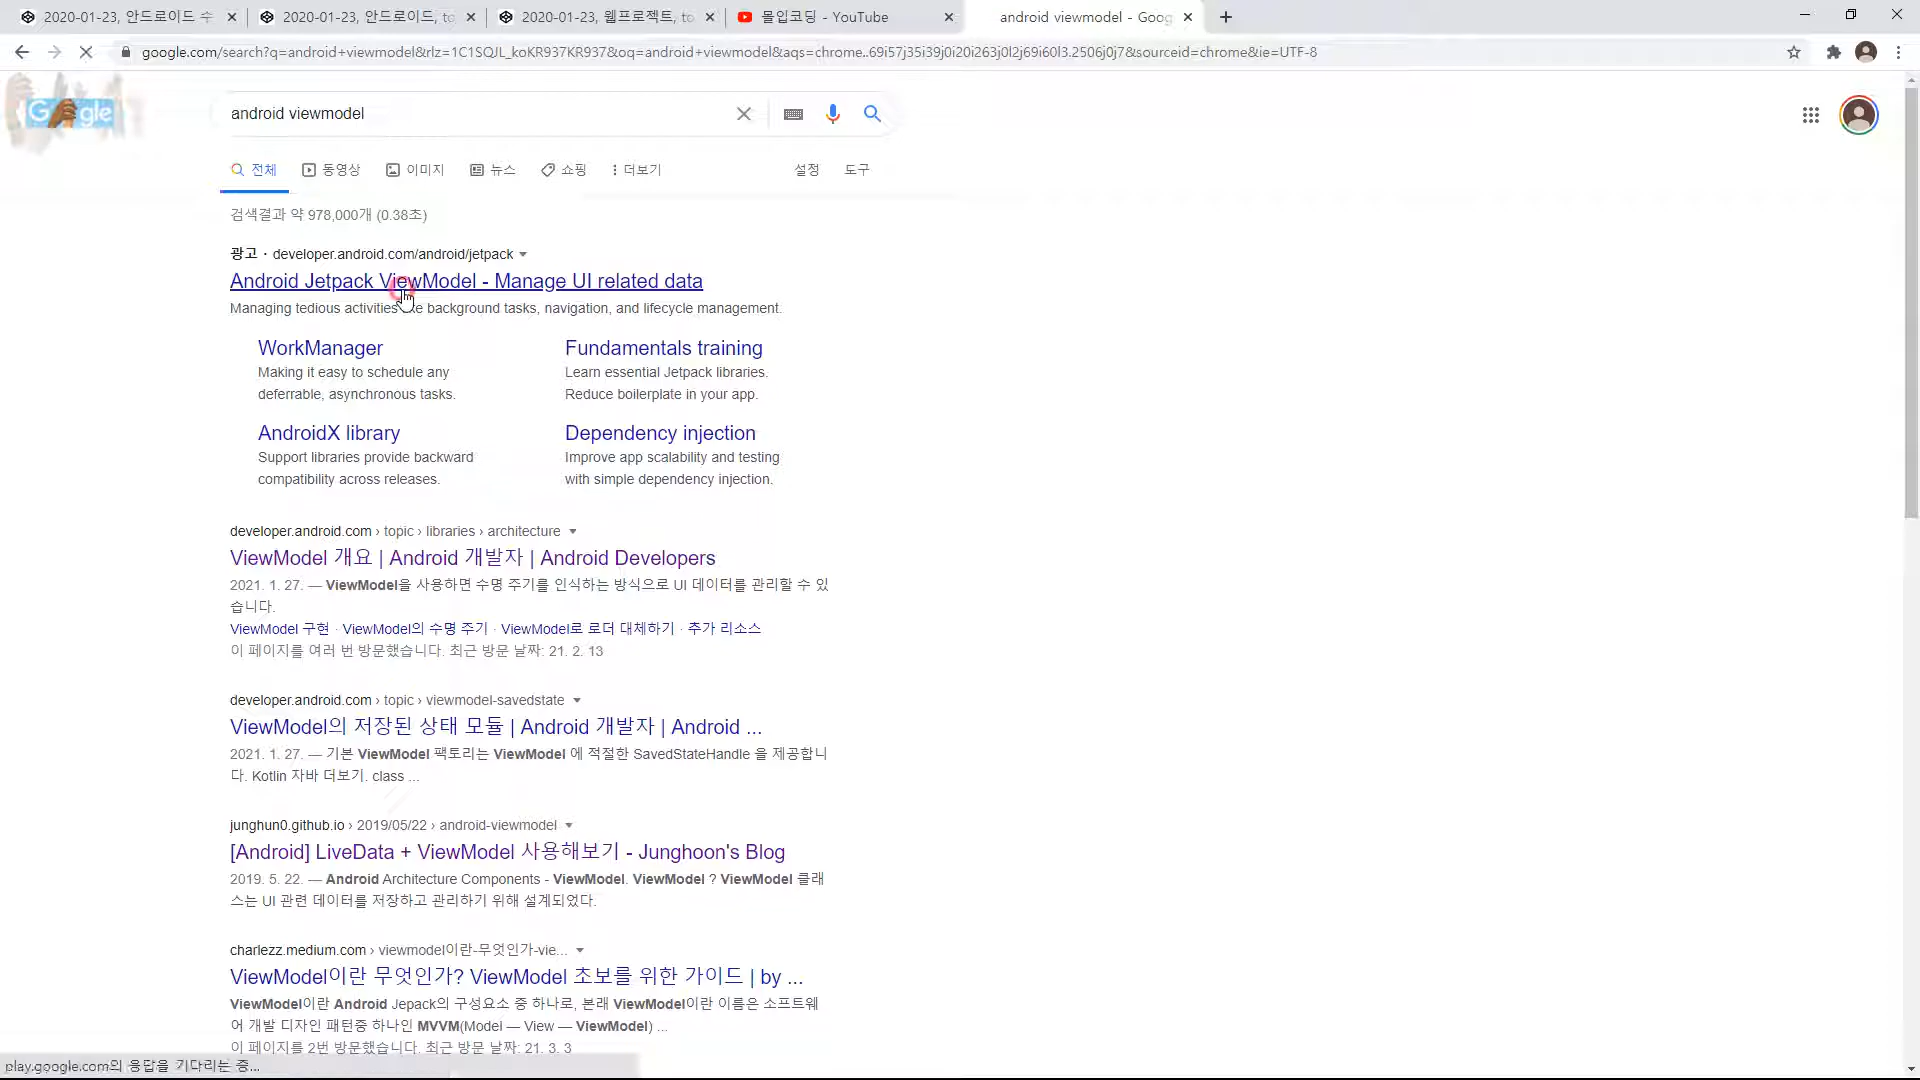 2020-01-23, 안드로이드 수
2020-01-23, 안드로이드, to
2020-01-23, 웹프로젝트, to
몰입코딩 - YouTube
android viewmodel - Goog
google.com/search?q=android+viewmodel&rlz=1C1SQJL_koKR937KR937&oq=android+viewmodel&aqs=chrome..69i57j35i39j0i20i263j0l2j69i60l3.2506j0j7&sourceid=chrome&ie=UTF-8
Google
android viewmodel
전체 동영상 이미지 뉴스 쇼핑 더보기 설정 도구
검색결과 약 978,000개 (0.38초)
광고 · developer.android.com/android/jetpack
Android Jetpack ViewModel - Manage UI related data
Managing tedious activities like background tasks, navigation, and lifecycle management.
WorkManager
Making it easy to schedule any
deferrable, asynchronous tasks.
Fundamentals training
Learn essential Jetpack libraries.
Reduce boilerplate in your app.
AndroidX library
Support libraries provide backward
compatibility across releases.
Dependency injection
Improve app scalability and testing
with simple dependency injection.
developer.android.com › topic › libraries › architecture
ViewModel 개요 | Android 개발자 | Android Developers
2021. 1. 27. — ViewModel을 사용하면 수명 주기를 인식하는 방식으로 UI 데이터를 관리할 수 있
습니다.
ViewModel 구현 · ViewModel의 수명 주기 · ViewModel로 로더 대체하기 · 추가 리소스
이 페이지를 여러 번 방문했습니다. 최근 방문 날짜: 21. 2. 13
developer.android.com › topic › viewmodel-savedstate
ViewModel의 저장된 상태 모듈 | Android 개발자 | Android ...
2021. 1. 27. — 기본 ViewModel 팩토리는 ViewModel 에 적절한 SavedStateHandle 을 제공합니
다. Kotlin 자바 더보기. class ...
junghun0.github.io › 2019/05/22 › android-viewmodel
[Android] LiveData + ViewModel 사용해보기 - Junghoon's Blog
2019. 5. 22. — Android Architecture Components - ViewModel. ViewModel ? ViewModel 클래
스는 UI 관련 데이터를 저장하고 관리하기 위해 설계되었다.
charlezz.medium.com › viewmodel이란-무엇인가-vie...
ViewModel이란 무엇인가? ViewModel 초보를 위한 가이드 | by ...
ViewModel이란 Android Jepack의 구성요소 중 하나로, 본래 ViewModel이란 이름은 소프트웨
어 개발 디자인 패턴중 하나인 MVVM(Model — View — ViewModel) ...
이 페이지를 2번 방문했습니다. 최근 방문 날짜: 21. 3. 3
play.google.com의 응답을 기다리는 중...